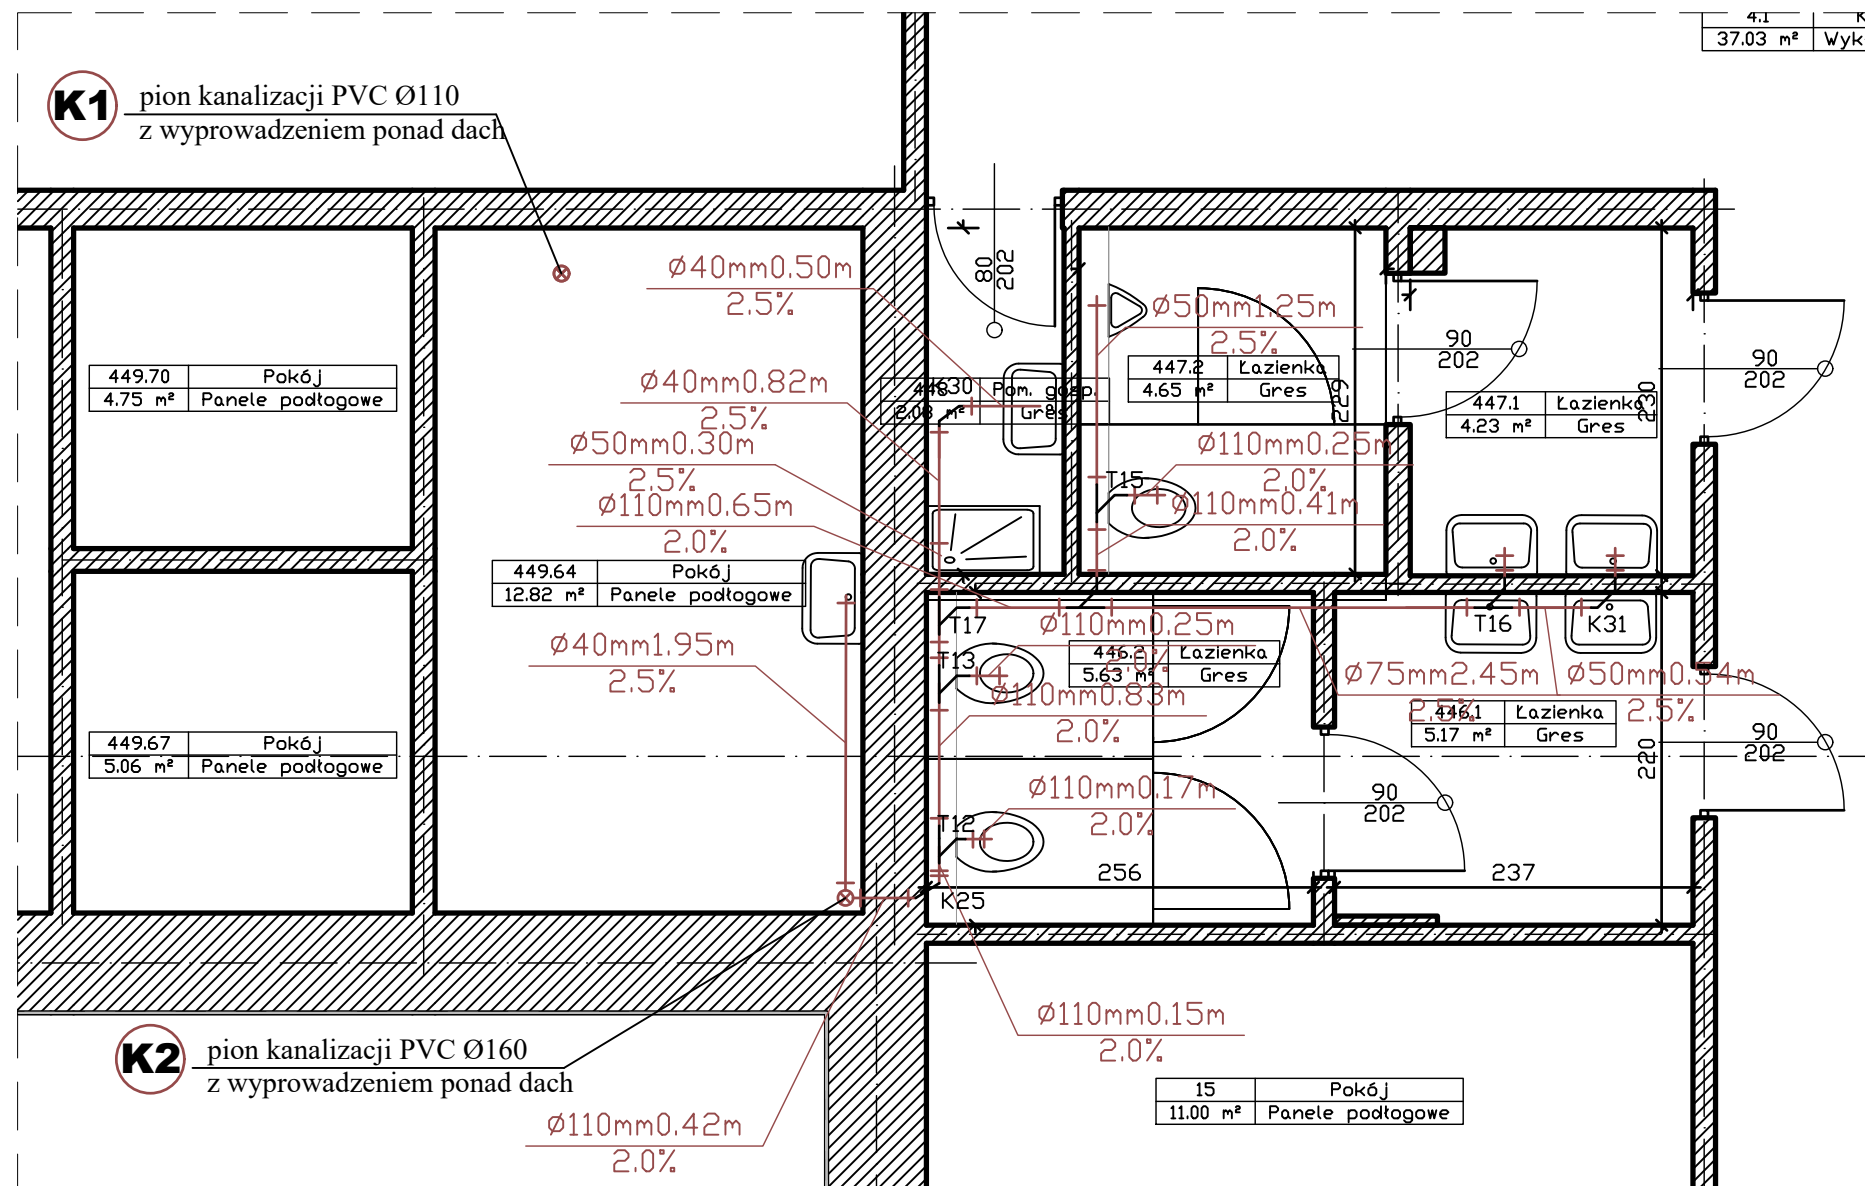 4.1 K
37.03 m² Wyk
K1
pion kanalizacji PVC Ø110
z wyprowadzeniem ponad dach
Ø40mm0.50m
2.5%
80
202
Ø50mm1.25m
2.5%
90
202
90
202
449.70 Pokój
4.75 m² Panele podłogowe
Ø40mm0.82m
2.5%
K30
448 Pom. gosp.
2.08 m² Gres
447.2 Łazienka
4.65 m² Gres
229
447.1 Łazienka
4.23 m² Gres
230
Ø50mm0.30m
2.5%
Ø110mm0.25m
2.0%
T15
Ø110mm0.65m
2.0%
Ø110mm0.41m
2.0%
449.64 Pokój
12.82 m² Panele podłogowe
T17
Ø110mm0.25m
2.0%
T16
K31
Ø40mm1.95m
2.5%
T13
446.2 Łazienka
5.63 m² Gres
Ø110mm0.83m
2.0%
Ø75mm2.45m
2.5%
Ø50mm0.54m
2.5%
446.1 Łazienka
5.17 m² Gres
449.67 Pokój
5.06 m² Panele podłogowe
220
90
202
Ø110mm0.17m
2.0%
90
202
T12
256
237
K25
Ø110mm0.15m
2.0%
K2
pion kanalizacji PVC Ø160
z wyprowadzeniem ponad dach
15 Pokój
11.00 m² Panele podłogowe
Ø110mm0.42m
2.0%